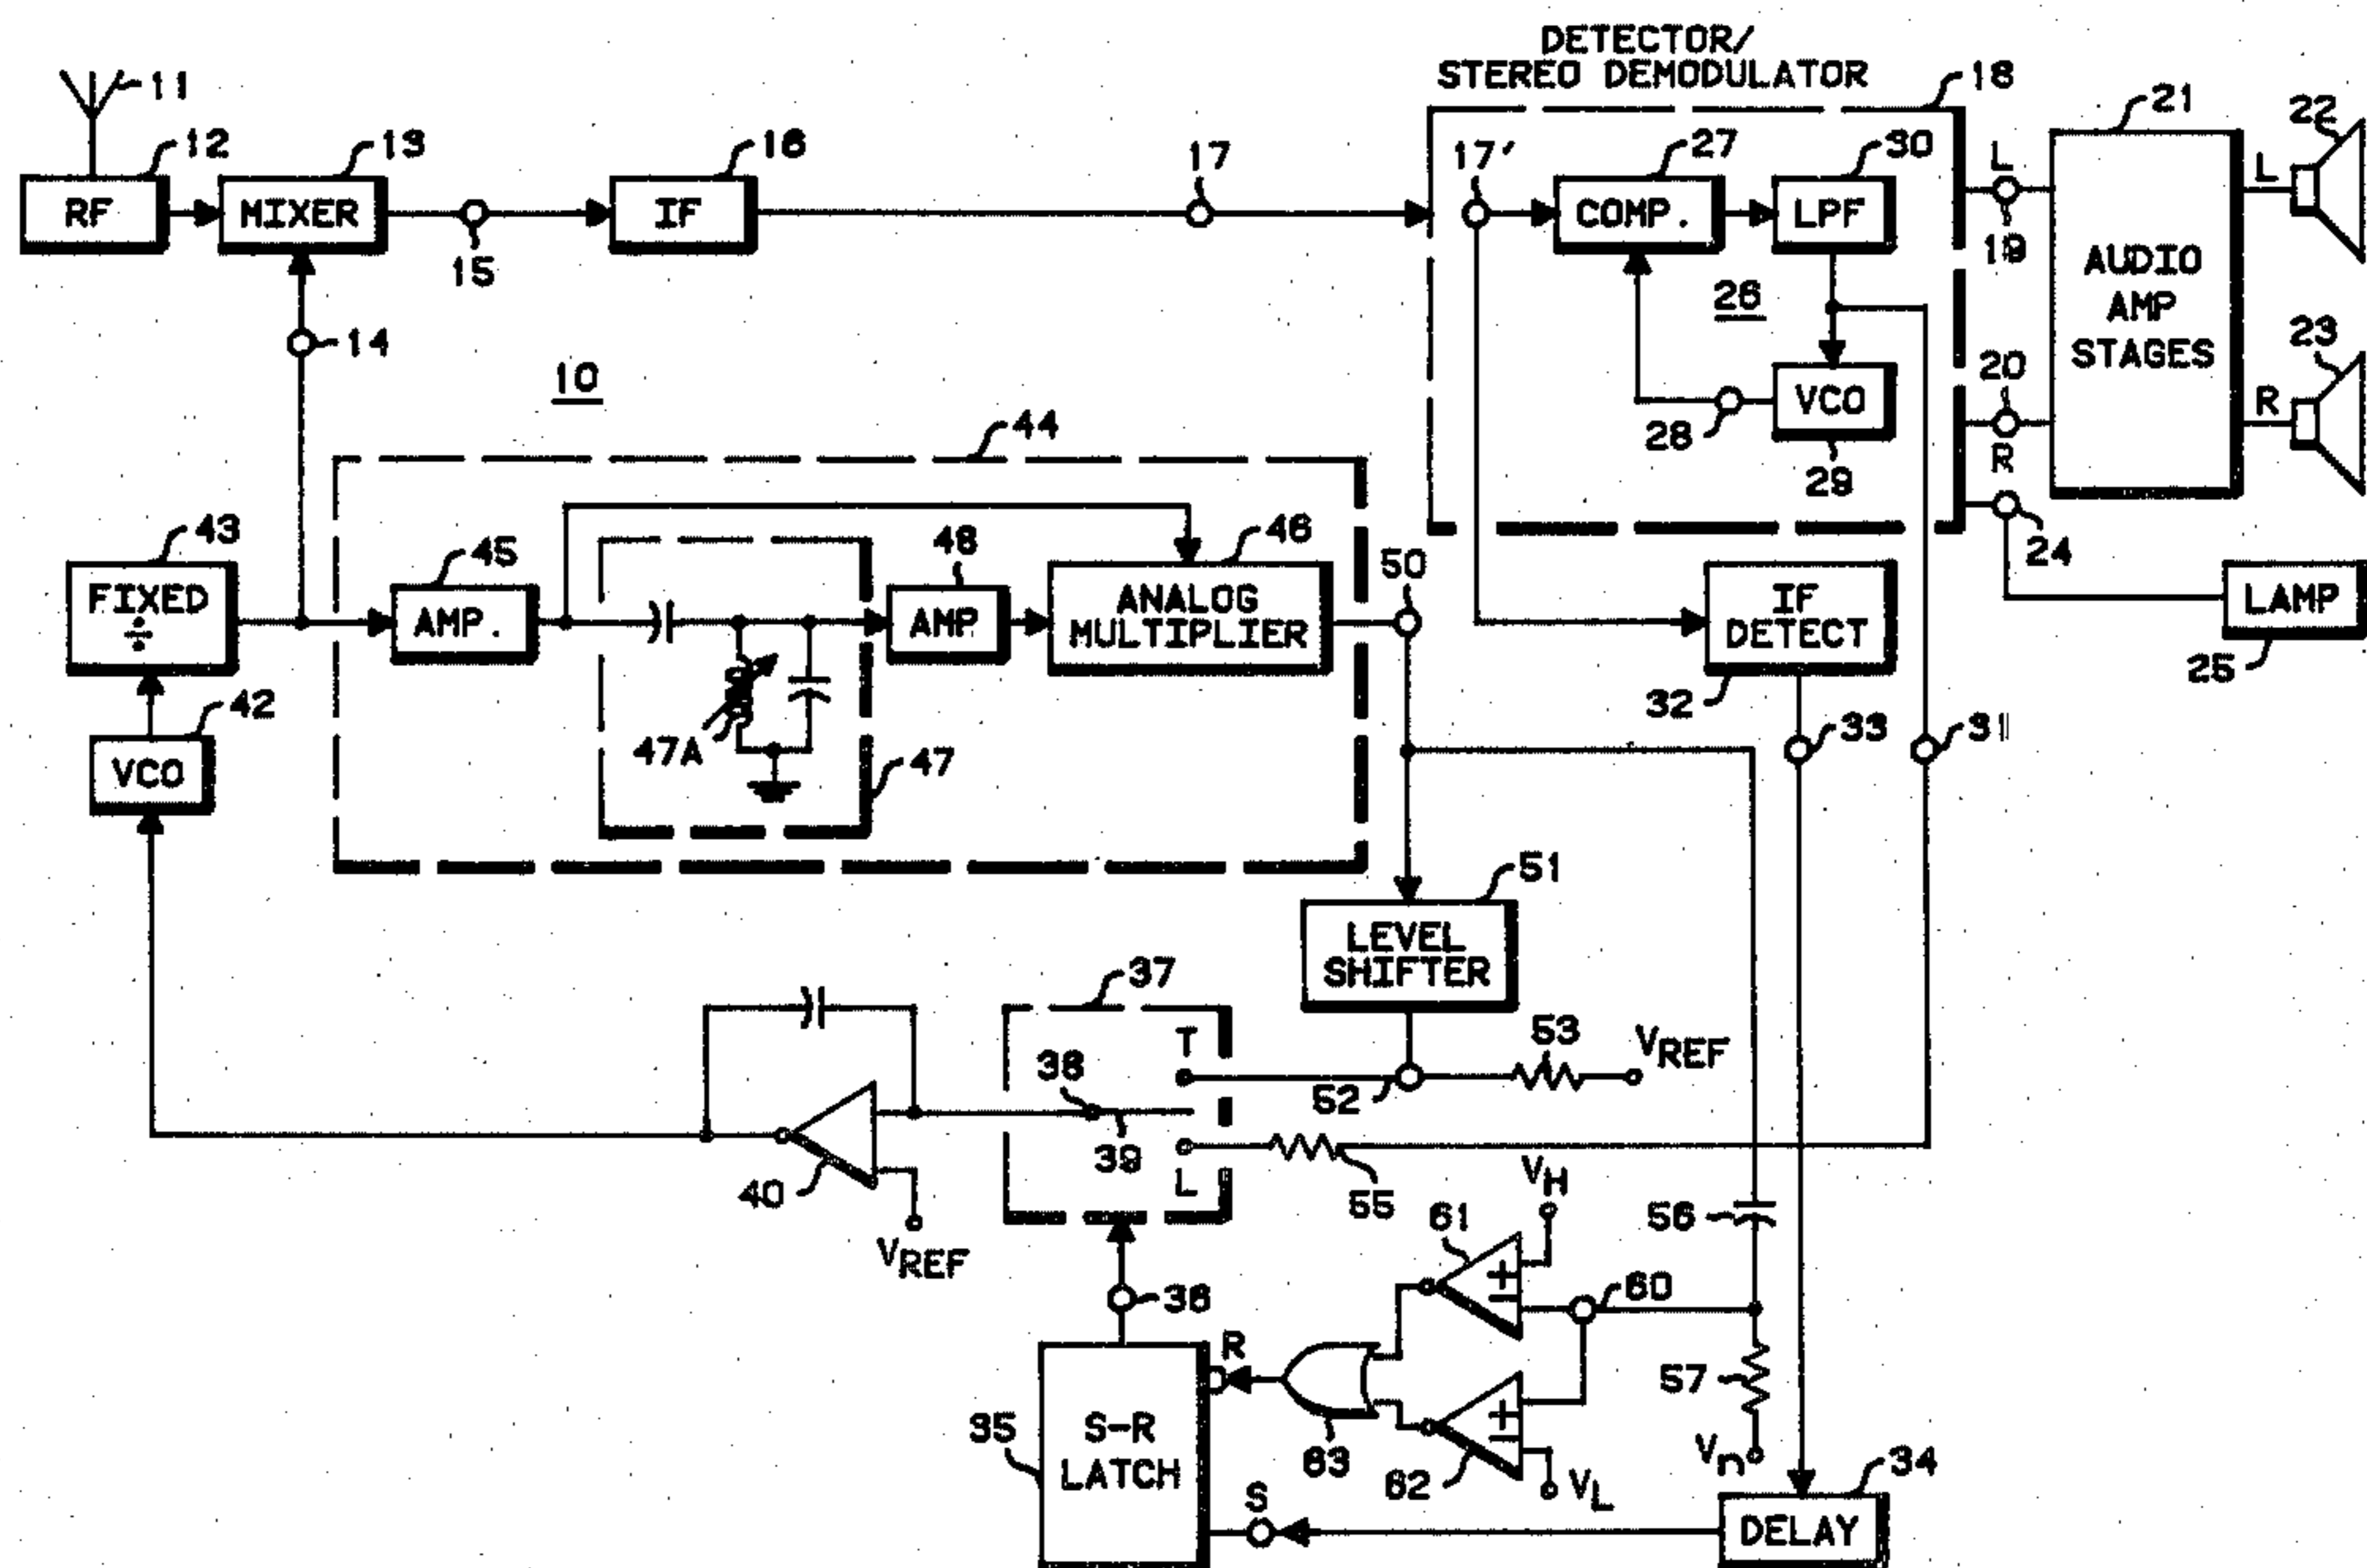 DETECTOR/
STEREO DEMODULATOR
18
11
12
13
16
17
17'
27
30
21
22
RF
MIXER
IF
COMP.
LPF
L
L
15
19
14
26
AUDIO
AMP
STAGES
10
20
23
28
VCO
R
R
29
44
43
45
48
46
50
24
FIXED
÷
AMP.
AMP
ANALOG
MULTIPLIER
IF
DETECT
LAMP
25
42
32
47A
47
33
31
VCO
51
LEVEL
SHIFTER
37
T
53
VREF
38
52
39
L
55
40
VREF
VH
61
56
+
−
60
36
R
57
35
S-R
LATCH
63
62
+
−
VL
Vn
34
S
DELAY